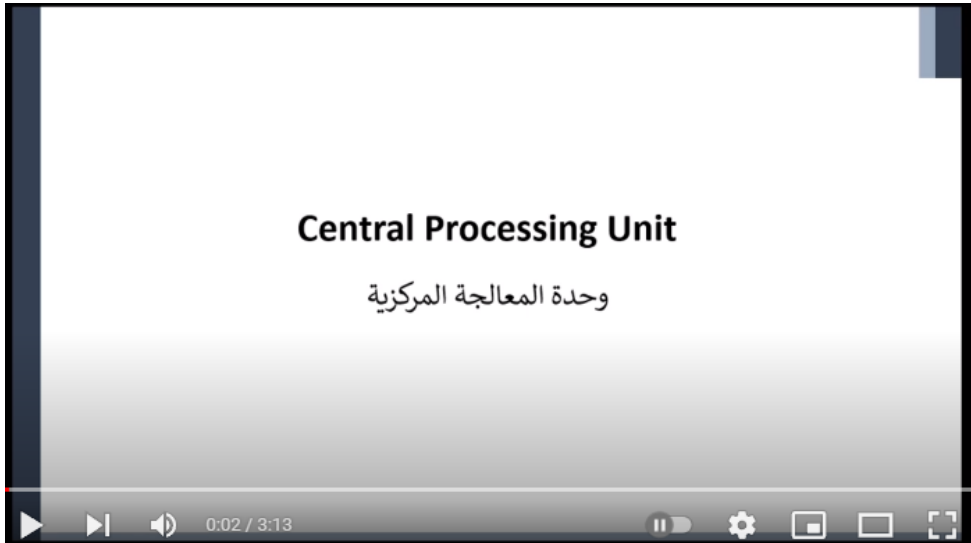 Central Processing Unit
وحدة المعالجة المركزية
0:02 / 3:13